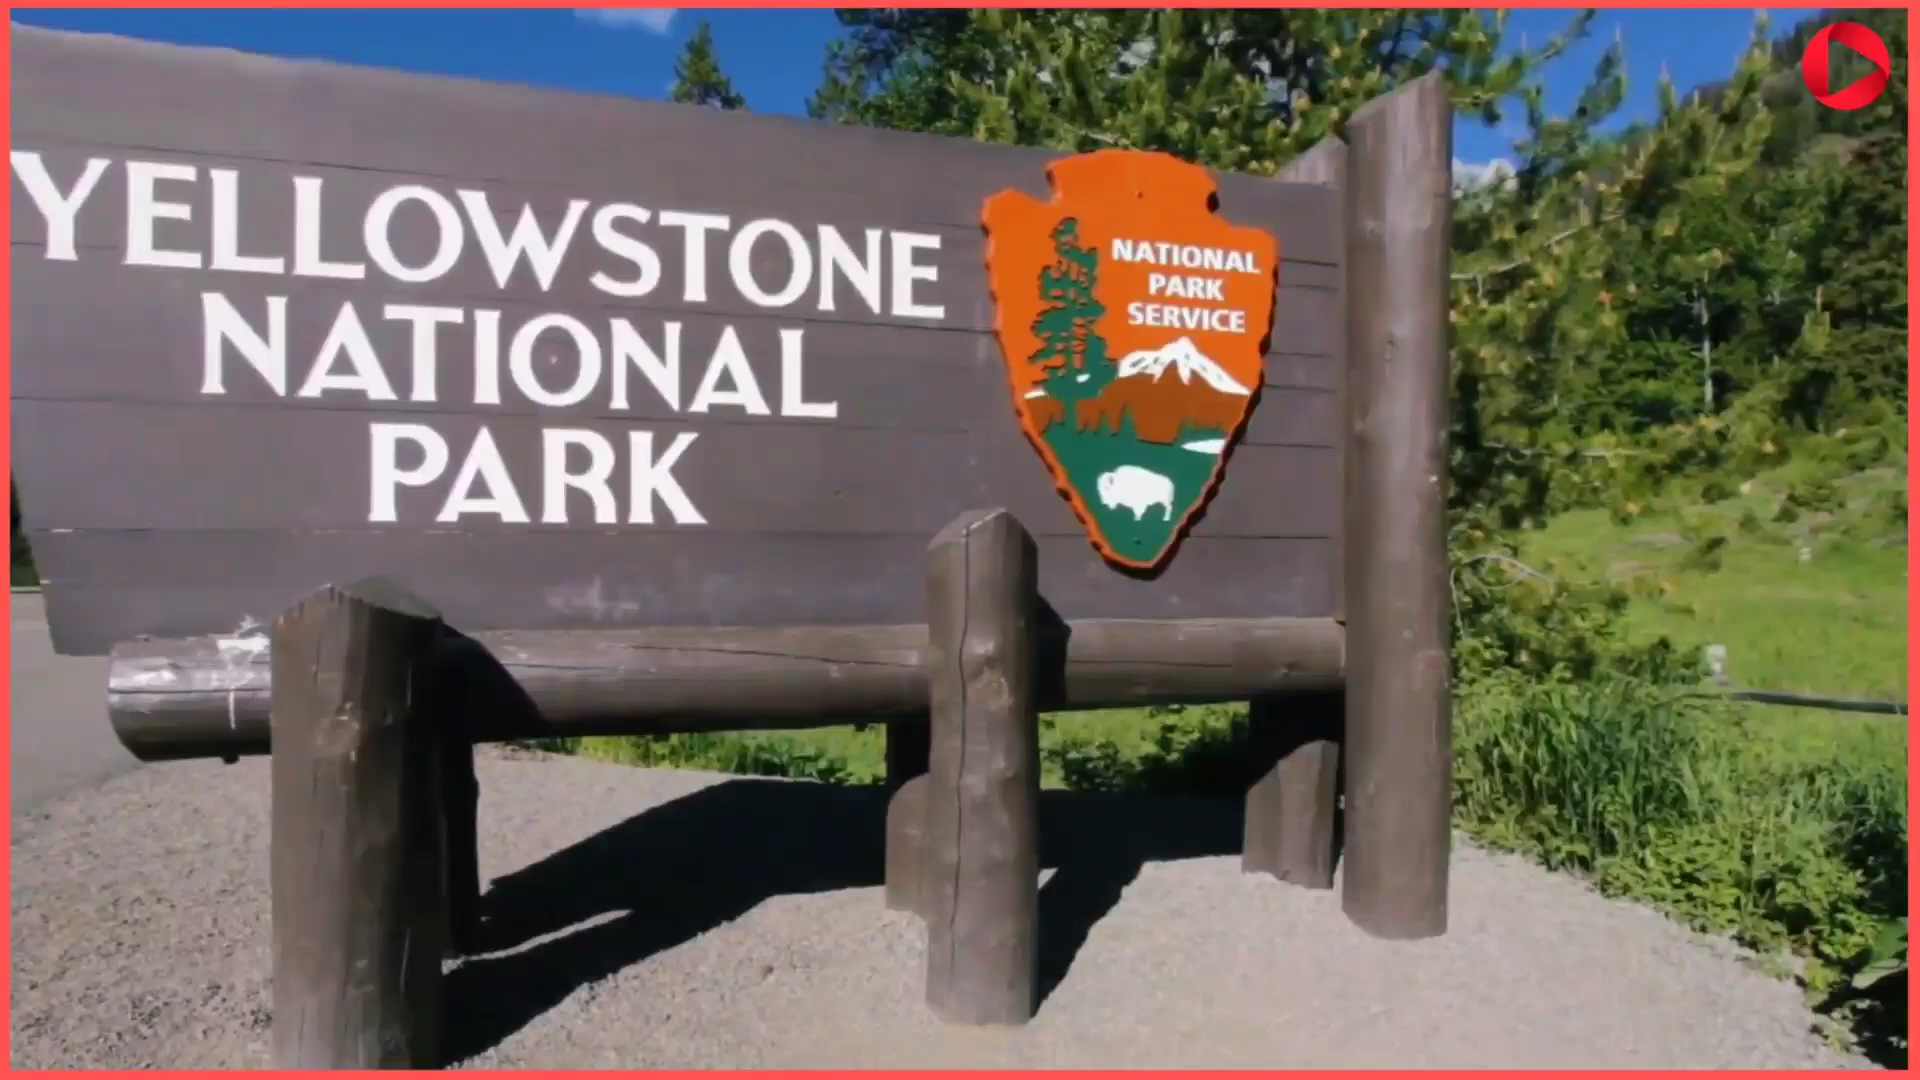 YELLOWSTONE
NATIONAL
PARK
NATIONAL
PARK
SERVICE